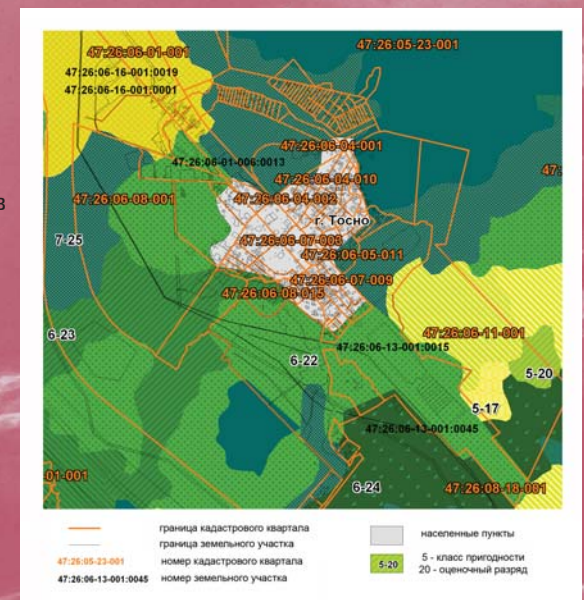 47:26:06-01-001
47:26:05-23-001
47:26:06-16-001:0019
47:26:06-16-001:0001
47:26:06-04-001
47:26:06-01-006:0013
47:
47:26:06-04-010
47:26:06-08-001
47:26:06-04-002
в
г. Тосно
7-25
47:26:06-07-003
47:26:06-05-011
47:26:06-07-009
47:26:06-08-015
6-23
47:26:06-11-001
47:26:06-13-001:0015
6-22
5-20
5-17
47:26:06-13-001:0045
01-001
6-24
47:26:08-18-001
граница кадастрового квартала
граница земельного участка
47:26:05-23-001 номер кадастрового квартала
47:26:06-13-001:0045 номер земельного участка
населенные пункты
5-20
5 - класс пригодности
20 - оценочный разряд